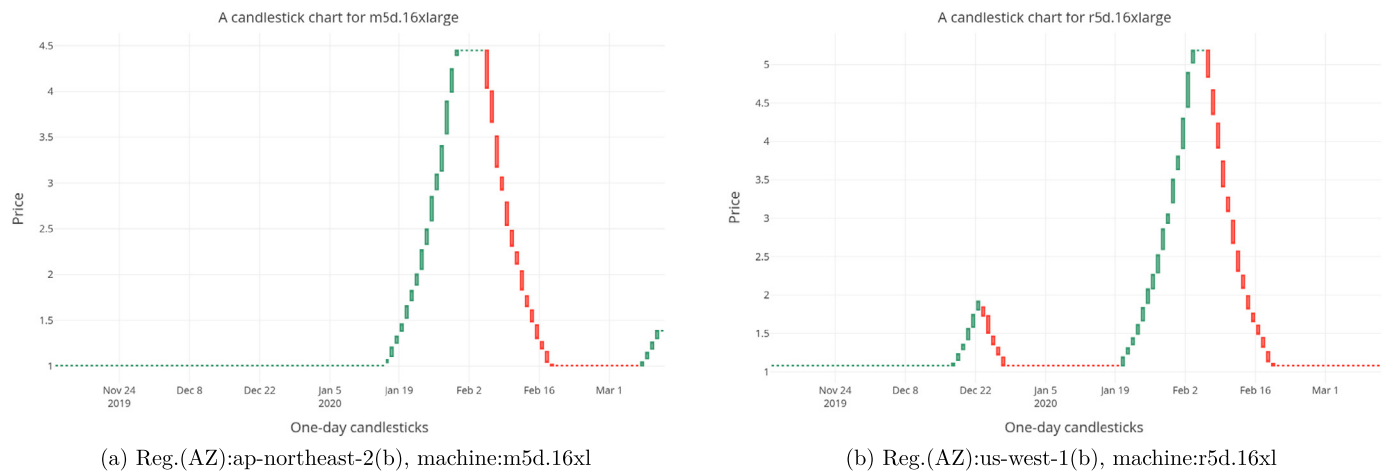 A candlestick chart for m5d.16xlarge
4.5
4
3.5
3
2.5
2
1.5
1
Price
Nov 24 Dec 8 Dec 22 Jan 5 Jan 19 Feb 2 Feb 16 Mar 1
2019 2020
One-day candlesticks
(a) Reg.(AZ):ap-northeast-2(b), machine:m5d.16xl
A candlestick chart for r5d.16xlarge
5
4.5
4
3.5
3
2.5
2
1.5
1
Price
Nov 24 Dec 8 Dec 22 Jan 5 Jan 19 Feb 2 Feb 16 Mar 1
2019 2020
One-day candlesticks
(b) Reg.(AZ):us-west-1(b), machine:r5d.16xl